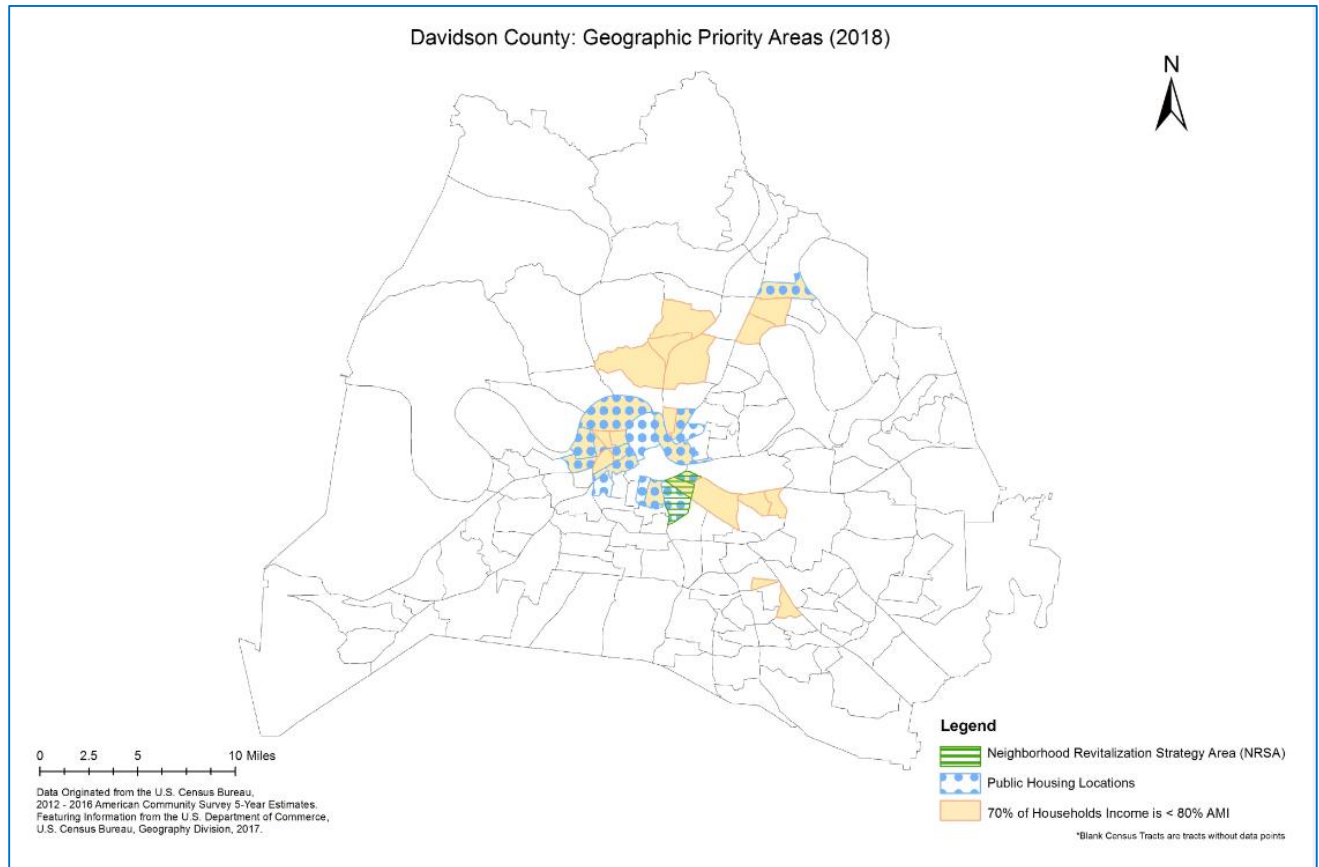 Davidson County: Geographic Priority Areas (2018)
N
Legend
Neighborhood Revitalization Strategy Area (NRSA)
Public Housing Locations
70% of Households Income is < 80% AMI
*Blank Census Tracts are tracts without data points
0 2.5 5 10 Miles
Data Originated from the U.S. Census Bureau,
2012 - 2016 American Community Survey 5-Year Estimates.
Featuring Information from the U.S. Department of Commerce,
U.S. Census Bureau, Geography Division, 2017.